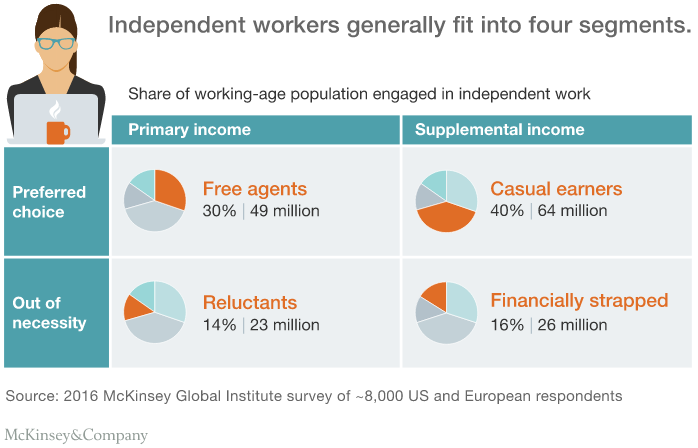 Independent workers generally fit into four segments.
Share of working-age population engaged in independent work
Primary income
Supplemental income
Preferred
choice
Free agents
30% | 49 million
Casual earners
40% | 64 million
Out of
necessity
Reluctants
14% | 23 million
Financially strapped
16% | 26 million
Source: 2016 McKinsey Global Institute survey of ~8,000 US and European respondents
McKinsey&Company